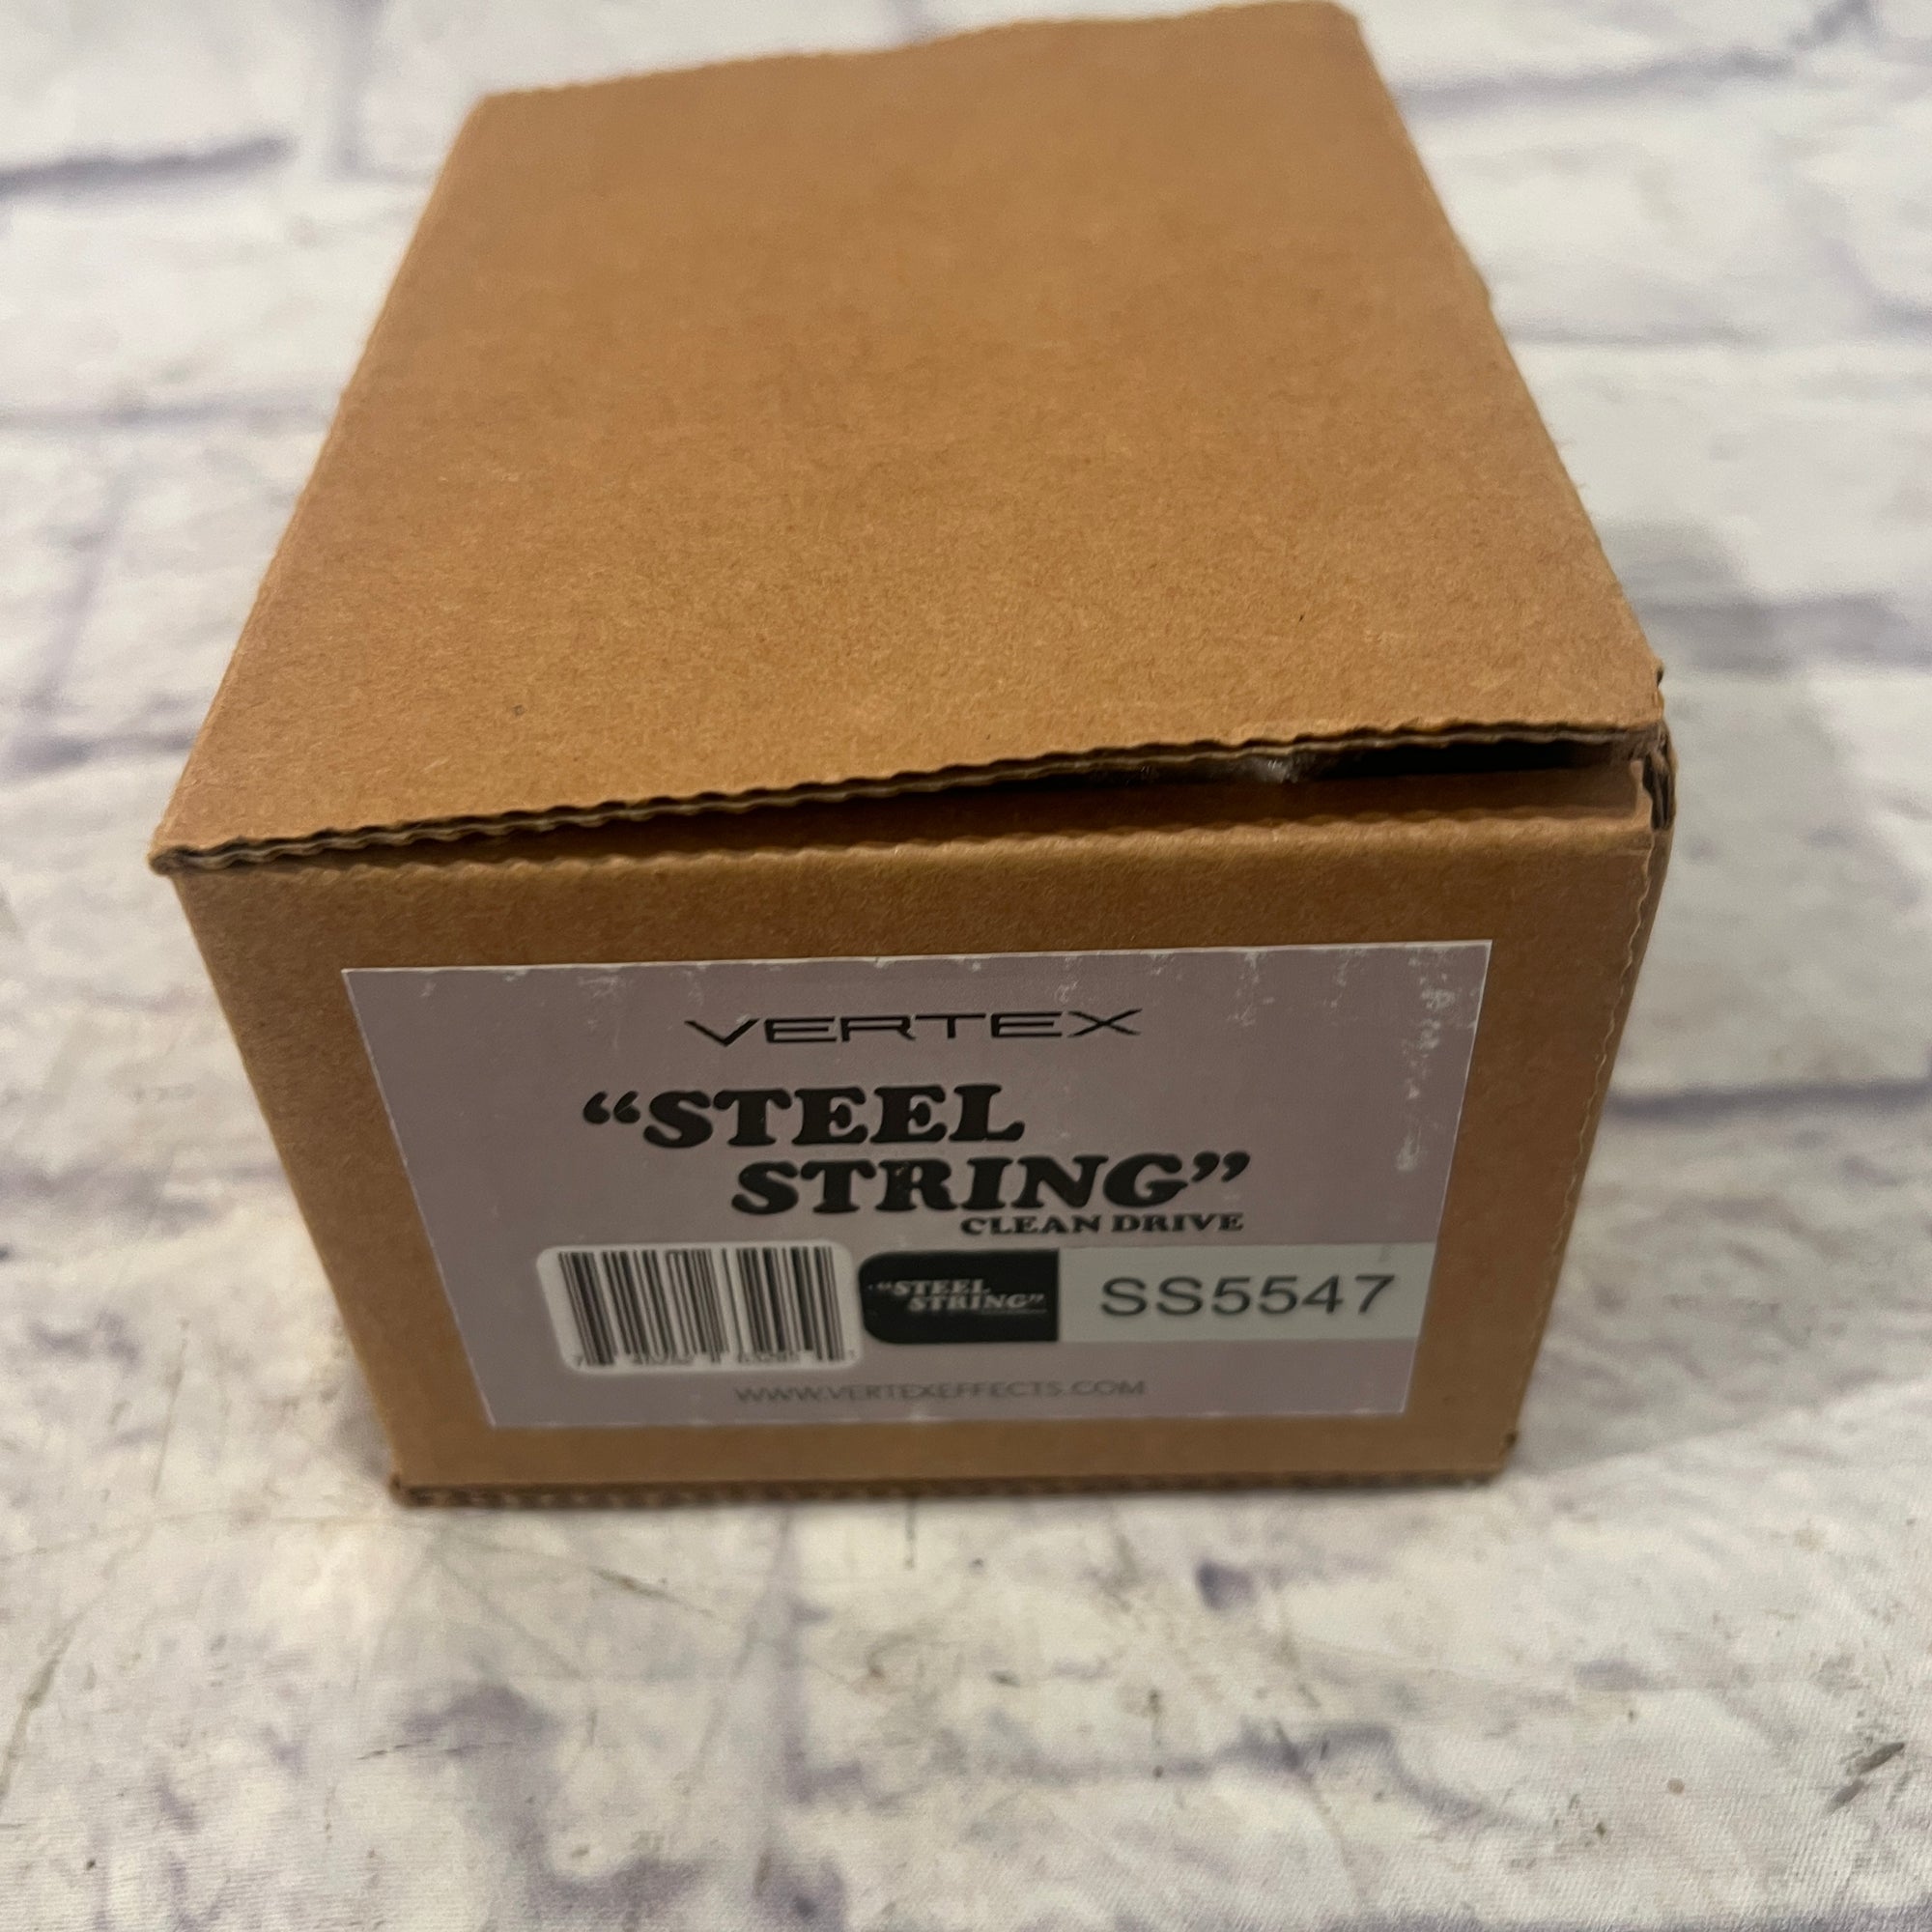 VERTEX
“STEEL
STRING”
CLEAN DRIVE
“STEEL
STRING”
SS5547
WWW.VERTEXEFFECTS.COM